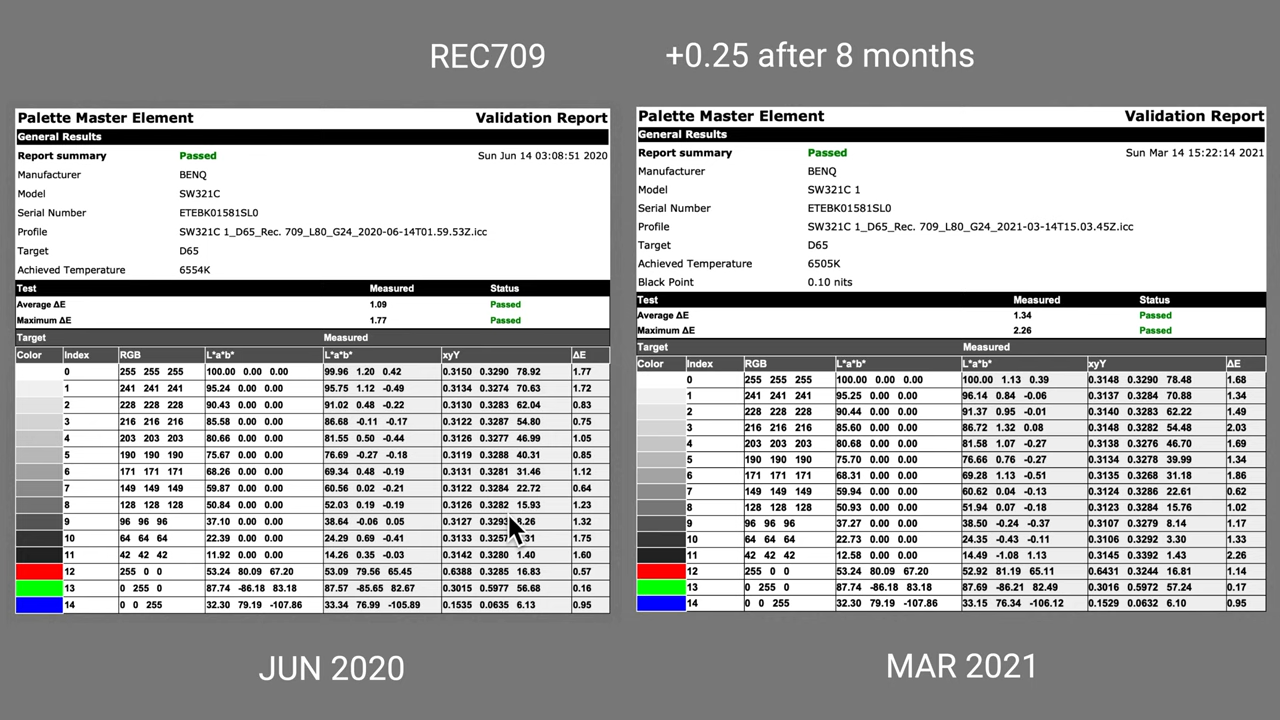 REC709 +0.25 after 8 months
Palette Master Element Validation Report
General Results
Report summary Passed Sun Jun 14 03:08:51 2020
Manufacturer BENQ
Model SW321C
Serial Number ETEBK01581SL0
Profile SW321C 1_D65_Rec. 709_L80_G24_2020-06-14T01.59.53Z.icc
Target D65
Achieved Temperature 6554K
Test Measured Status
Average ΔE 1.09 Passed
Maximum ΔE 1.77 Passed
Target Measured
Color Index RGB L*a*b* L*a*b* xyY ΔE
0 255 255 255 100.00 0.00 0.00 99.96 1.20 0.42 0.3150 0.3290 78.92 1.77
1 241 241 241 95.24 0.00 0.00 95.75 1.12 -0.49 0.3134 0.3274 70.63 1.72
2 228 228 228 90.43 0.00 0.00 91.02 0.48 -0.22 0.3130 0.3283 62.04 0.83
3 216 216 216 85.58 0.00 0.00 86.68 -0.11 -0.17 0.3122 0.3287 54.80 0.75
4 203 203 203 80.66 0.00 0.00 81.55 0.50 -0.44 0.3126 0.3277 46.99 1.05
5 190 190 190 75.67 0.00 0.00 76.69 -0.27 -0.18 0.3119 0.3288 40.31 0.85
6 171 171 171 68.26 0.00 0.00 69.34 0.48 -0.19 0.3131 0.3281 31.46 1.12
7 149 149 149 59.87 0.00 0.00 60.56 0.02 -0.21 0.3122 0.3284 22.72 0.64
8 128 128 128 50.84 0.00 0.00 52.03 0.19 -0.19 0.3126 0.3282 15.93 1.23
9 96 96 96 37.10 0.00 0.00 38.64 -0.06 0.05 0.3127 0.3293 8.26 1.32
10 64 64 64 22.39 0.00 0.00 24.29 0.69 -0.41 0.3133 1.75
11 42 42 42 11.92 0.00 0.00 14.26 0.35 -0.03 0.3142 0.3280 1.40 1.60
12 255 0 0 53.24 80.09 67.20 53.09 79.56 65.45 0.6388 0.3285 16.83 0.57
13 0 255 0 87.74 -86.18 83.18 87.57 -85.65 82.67 0.3015 0.5977 56.68 0.16
14 0 0 255 32.30 79.19 -107.86 33.34 76.99 -105.89 0.1535 0.0635 6.13 0.95
JUN 2020
Palette Master Element Validation Report
General Results
Report summary Passed Sun Mar 14 15:22:14 2021
Manufacturer BENQ
Model SW321C 1
Serial Number ETEBK01581SL0
Profile SW321C 1_D65_Rec. 709_L80_G24_2021-03-14T15.03.45Z.icc
Target D65
Achieved Temperature 6505K
Black Point 0.10 nits
Test Measured Status
Average ΔE 1.34 Passed
Maximum ΔE 2.26 Passed
Target Measured
Color Index RGB L*a*b* L*a*b* xyY ΔE
0 255 255 255 100.00 0.00 0.00 100.00 1.13 0.39 0.3148 0.3290 78.48 1.68
1 241 241 241 95.25 0.00 0.00 96.14 0.84 -0.06 0.3137 0.3284 70.88 1.34
2 228 228 228 90.44 0.00 0.00 91.37 0.95 -0.01 0.3140 0.3283 62.22 1.49
3 216 216 216 85.60 0.00 0.00 86.72 1.32 0.08 0.3148 0.3282 54.48 2.03
4 203 203 203 80.68 0.00 0.00 81.58 1.07 -0.27 0.3138 0.3276 46.70 1.69
5 190 190 190 75.70 0.00 0.00 76.66 0.76 -0.27 0.3134 0.3278 39.99 1.34
6 171 171 171 68.31 0.00 0.00 69.28 1.13 -0.51 0.3135 0.3268 31.18 1.86
7 149 149 149 59.94 0.00 0.00 60.62 0.04 -0.13 0.3124 0.3286 22.61 0.62
8 128 128 128 50.93 0.00 0.00 51.94 0.07 -0.18 0.3123 0.3284 15.76 1.02
9 96 96 96 37.27 0.00 0.00 38.50 -0.24 -0.37 0.3107 0.3279 8.14 1.17
10 64 64 64 22.73 0.00 0.00 24.35 -0.43 -0.11 0.3106 0.3292 3.30 1.33
11 42 42 42 12.58 0.00 0.00 14.49 -1.08 1.13 0.3145 0.3392 1.43 2.26
12 255 0 0 53.24 80.09 67.20 52.92 81.19 65.11 0.6431 0.3244 16.81 1.14
13 0 255 0 87.74 -86.18 83.18 87.69 -86.21 82.49 0.3016 0.5972 57.24 0.17
14 0 0 255 32.30 79.19 -107.86 33.15 76.34 -106.12 0.1529 0.0632 6.10 0.95
MAR 2021